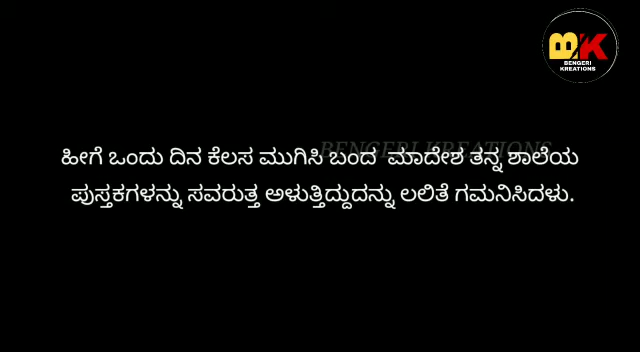 BK
BENGERI
KREATIONS
BENGERI KREATIONS
ಹೀಗೆ ಒಂದು ದಿನ ಕೆಲಸ ಮುಗಿಸಿ ಬಂದ ಮಾದೇಶ ತನ್ನ ಶಾಲೆಯ
ಪುಸ್ತಕಗಳನ್ನು ಸವರುತ್ತ ಅಳುತ್ತಿದ್ದುದನ್ನು ಲಲಿತೆ ಗಮನಿಸಿದಳು.